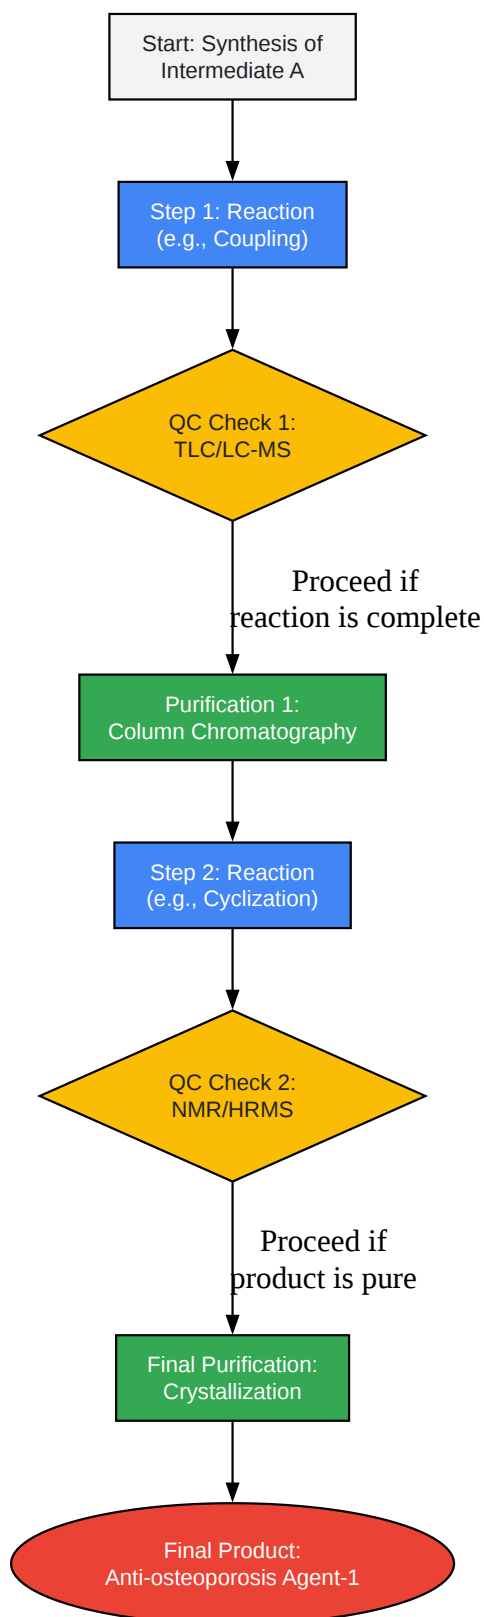 Start: Synthesis of
Intermediate A
Step 1: Reaction
(e.g., Coupling)
QC Check 1:
TLC/LC-MS
Proceed if
reaction is complete
Purification 1:
Column Chromatography
Step 2: Reaction
(e.g., Cyclization)
QC Check 2:
NMR/HRMS
Proceed if
product is pure
Final Purification:
Crystallization
Final Product:
Anti-osteoporosis Agent-1